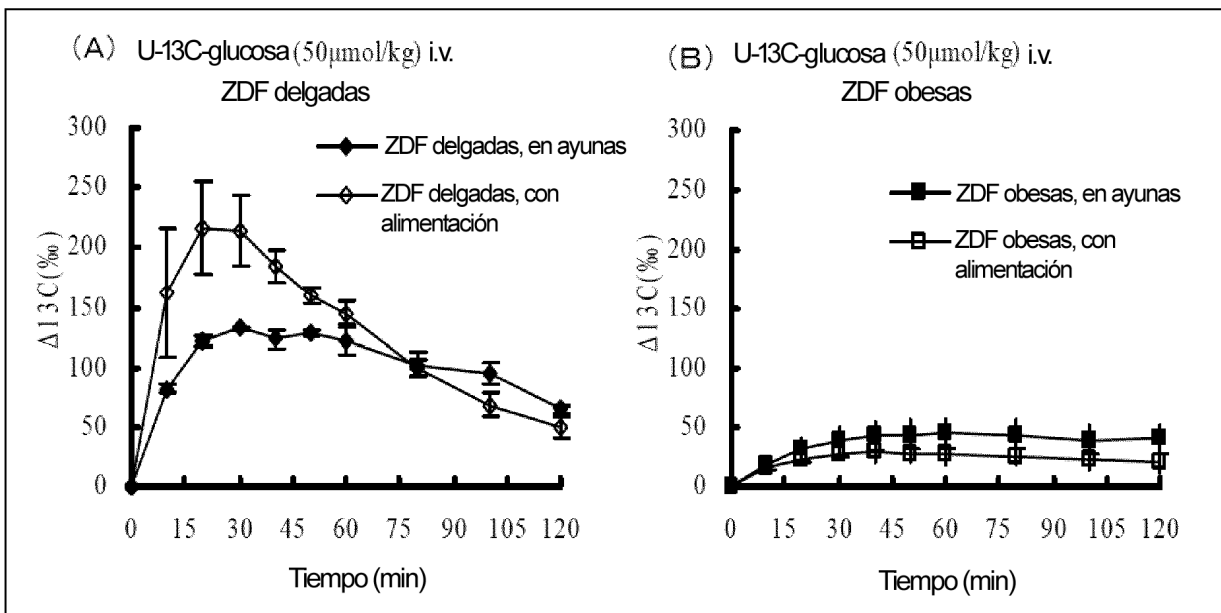 (A) U-13C-glucosa (50μmol/kg) i.v.
ZDF delgadas
300
250
200
150
100
50
0
Δ13C(‰)
ZDF delgadas, en ayunas
ZDF delgadas, con
alimentación
0 15 30 45 60 75 90 105 120
Tiempo (min)
(B) U-13C-glucosa (50μmol/kg) i.v.
ZDF obesas
300
250
200
150
100
50
0
Δ13C(‰)
ZDF obesas, en ayunas
ZDF obesas, con
alimentación
0 15 30 45 60 75 90 105 120
Tiempo (min)